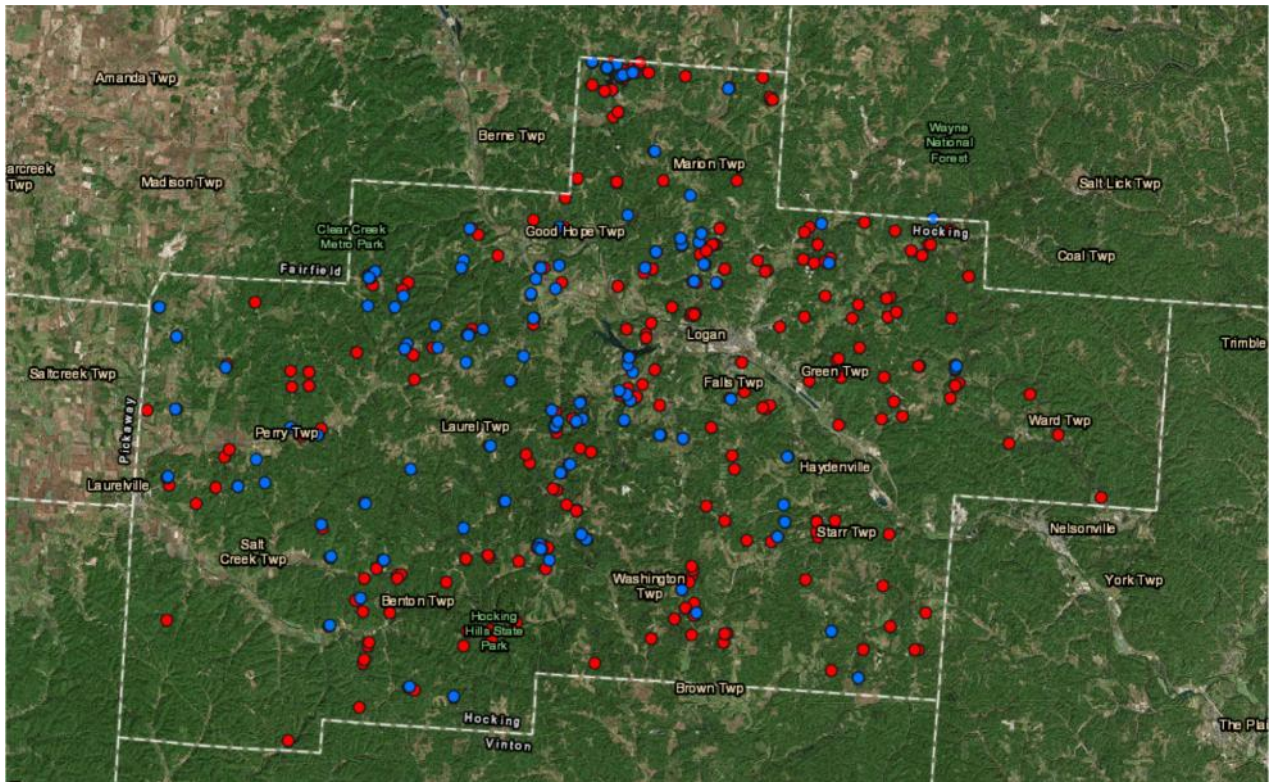 Amanda Twp
Berne Twp
Wayne
National
Forest
Marion Twp
arcreek
Twp
Madison Twp
Salt Lick Twp
Clear Creek
Metro Park
Good Hope Twp
Hocking
Coal Twp
Fairfield
Logan
Trimble
Saltcreek Twp
Falls Twp
Green Twp
Pickaway
Perry Twp
Laurel Twp
Ward Twp
Haydenville
Laurelville
Nelsonville
Starr Twp
Salt
Creek Twp
Washington
Twp
York Twp
Benton Twp
Hocking
Hills State
Park
Brown Twp
Hocking
Vinton
The Plai